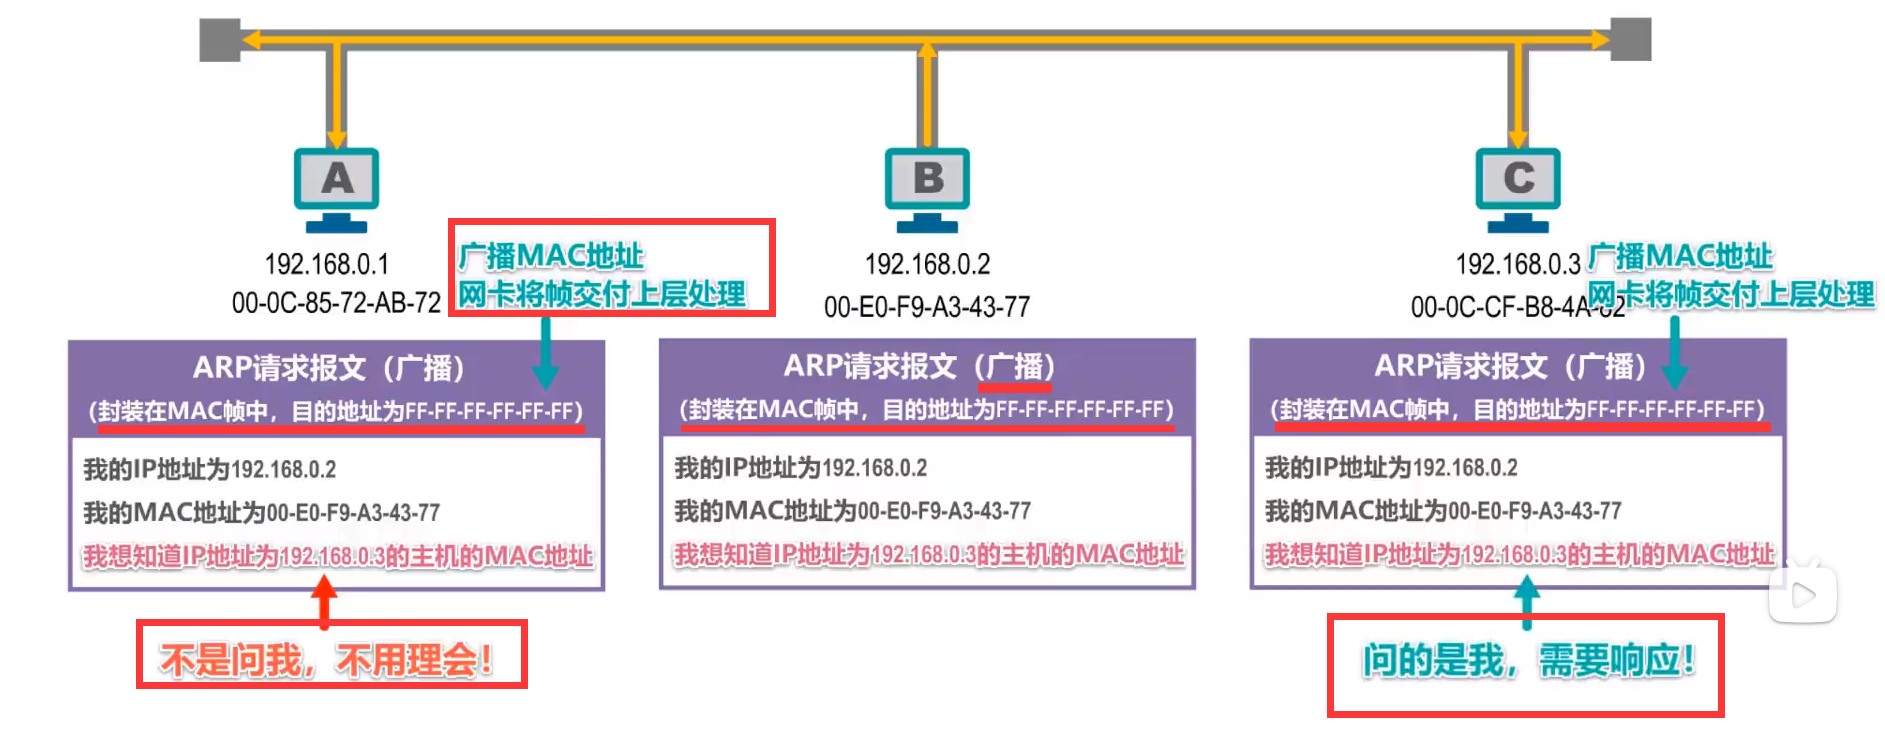 A
B
C
192.168.0.1
00-0C-85-72-AB-72
广播MAC地址
网卡将帧交付上层处理
192.168.0.2
00-E0-F9-A3-43-77
192.168.0.3
00-0C-CF-B8-4A-82
广播MAC地址
网卡将帧交付上层处理
ARP请求报文（广播）
（封装在MAC帧中，目的地址为FF-FF-FF-FF-FF-FF）
我的IP地址为192.168.0.2
我的MAC地址为00-E0-F9-A3-43-77
我想知道IP地址为192.168.0.3的主机的MAC地址
不是问我，不用理会！
ARP请求报文（广播）
（封装在MAC帧中，目的地址为FF-FF-FF-FF-FF-FF）
我的IP地址为192.168.0.2
我的MAC地址为00-E0-F9-A3-43-77
我想知道IP地址为192.168.0.3的主机的MAC地址
ARP请求报文（广播）
（封装在MAC帧中，目的地址为FF-FF-FF-FF-FF-FF）
我的IP地址为192.168.0.2
我的MAC地址为00-E0-F9-A3-43-77
我想知道IP地址为192.168.0.3的主机的MAC地址
问的是我，需要响应！